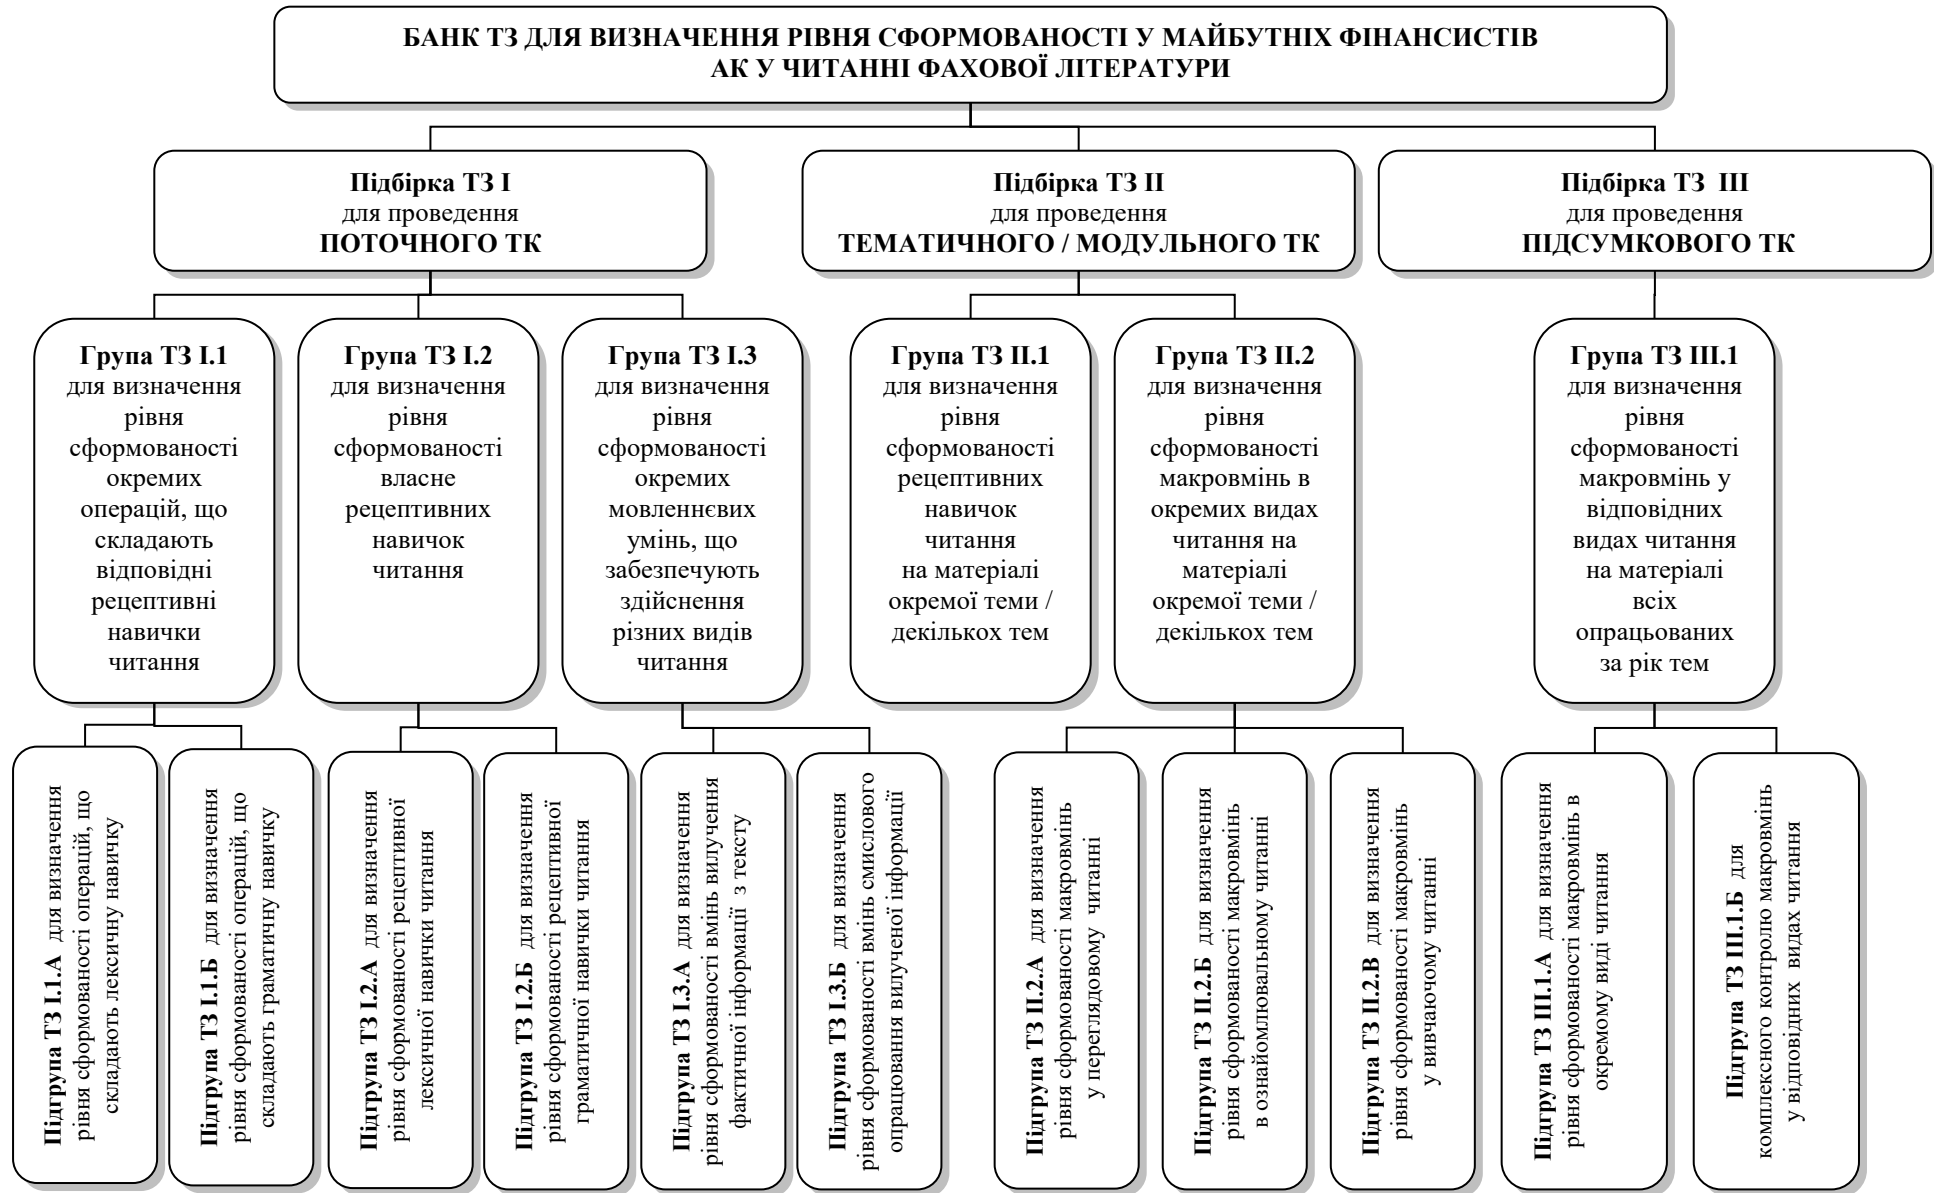 БАНК ТЗ ДЛЯ ВИЗНАЧЕННЯ РІВНЯ СФОРМОВАНОСТІ У МАЙБУТНІХ ФІНАНСИСТІВ
АК У ЧИТАННІ ФАХОВОЇ ЛІТЕРАТУРИ
Підбірка ТЗ І
для проведення
ПОТОЧНОГО ТК
Підбірка ТЗ ІІ
для проведення
ТЕМАТИЧНОГО / МОДУЛЬНОГО ТК
Підбірка ТЗ ІІІ
для проведення
ПІДСУМКОВОГО ТК
Група ТЗ І.1
для визначення
рівня
сформованості
окремих
операцій, що
складають
відповідні
рецептивні
навички
читання
Група ТЗ І.2
для визначення
рівня
сформованості
власне
рецептивних
навичок
читання
Група ТЗ І.3
для визначення
рівня
сформованості
окремих
мовленнєвих
умінь, що
забезпечують
здійснення
різних видів
читання
Група ТЗ ІІ.1
для визначення
рівня
сформованості
рецептивних
навичок
читання
на матеріалі
окремої теми /
декількох тем
Група ТЗ ІІ.2
для визначення
рівня
сформованості
макровмінь в
окремих видах
читання на
матеріалі
окремої теми /
декількох тем
Група ТЗ ІІІ.1
для визначення
рівня
сформованості
макровмінь у
відповідних
видах читання
на матеріалі
всіх
опрацьованих
за рік тем
Підгрупа ТЗ І.1.А для визначення
рівня сформованості операцій, що
складають лексичну навичку
Підгрупа ТЗ І.1.Б для визначення
рівня сформованості операцій, що
складають граматичну навичку
Підгрупа ТЗ І.2.А для визначення
рівня сформованості рецептивної
лексичної навички читання
Підгрупа ТЗ І.2.Б для визначення
рівня сформованості рецептивної
граматичної навички читання
Підгрупа ТЗ І.3.А для визначення
рівня сформованості вмінь вилучення
фактичної інформації з тексту
Підгрупа ТЗ І.3.Б для визначення
рівня сформованості вмінь смислового
опрацювання вилученої інформації
Підгрупа ТЗ ІІ.2.А для визначення
рівня сформованості макровмінь
у переглядовому читанні
Підгрупа ТЗ ІІ.2.Б для визначення
рівня сформованості макровмінь
в ознайомлювальному читанні
Підгрупа ТЗ ІІ.2.В для визначення
рівня сформованості макровмінь
у вивчаючому читанні
Підгрупа ТЗ ІІІ.1.А для визначення
рівня сформованості макровмінь в
окремому виді читання
Підгрупа ТЗ ІІІ.1.Б для
комплексного контролю макровмінь
у відповідних видах читання